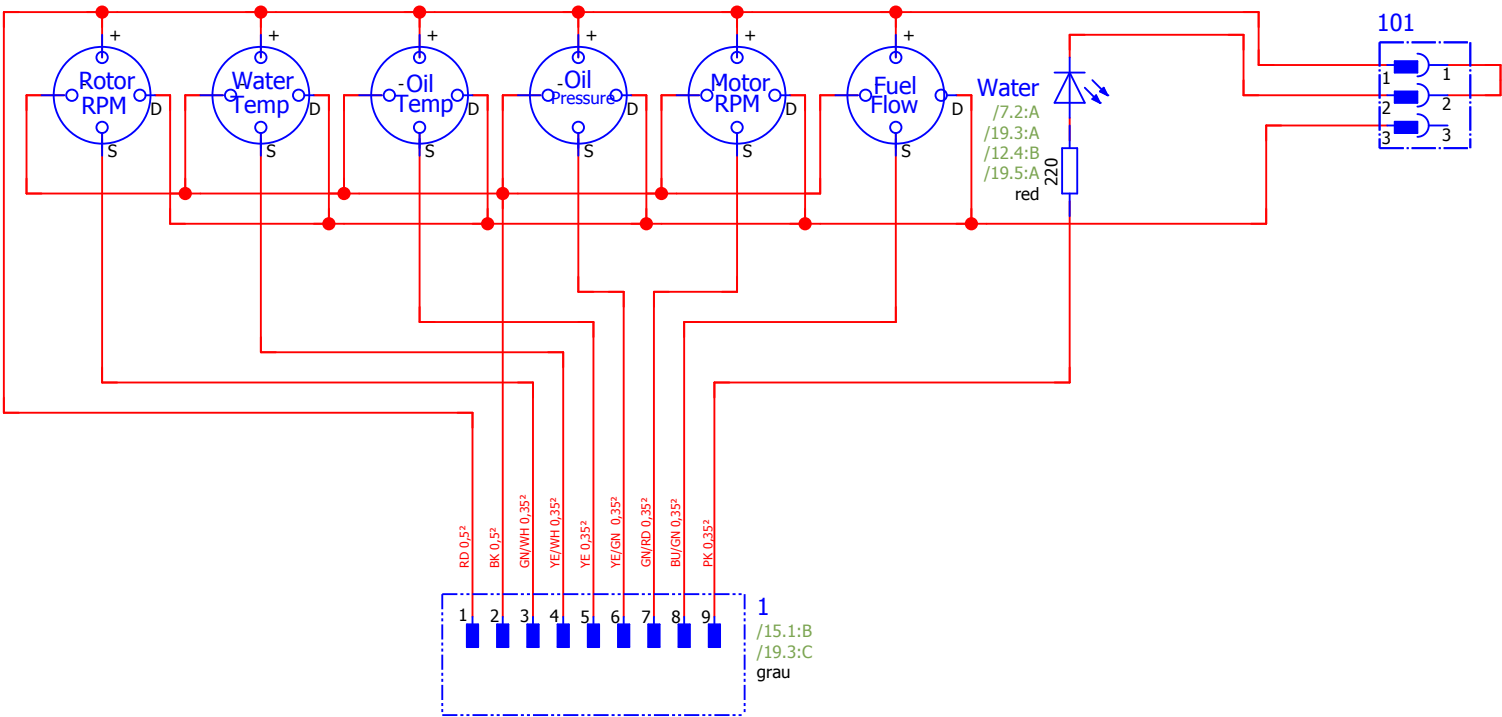 101
+
+
+
+
+
+
Rotor
RPM
D
S
Water
Temp
D
S
-Oil
Temp
D
S
-Oil
Pressure
D
S
Motor
RPM
D
S
Fuel
Flow
D
S
Water
/7.2:A
/19.3:A
/12.4:B
/19.5:A
red
220
1
1
2
2
3
3
RD 0,5²
BK 0,5²
GN/WH 0,35²
YE/WH 0,35²
YE 0,35²
YE/GN 0,35²
GN/RD 0,35²
BU/GN 0,35²
PK 0,35²
1 2 3 4 5 6 7 8 9
1
/15.1:B
/19.3:C
grau